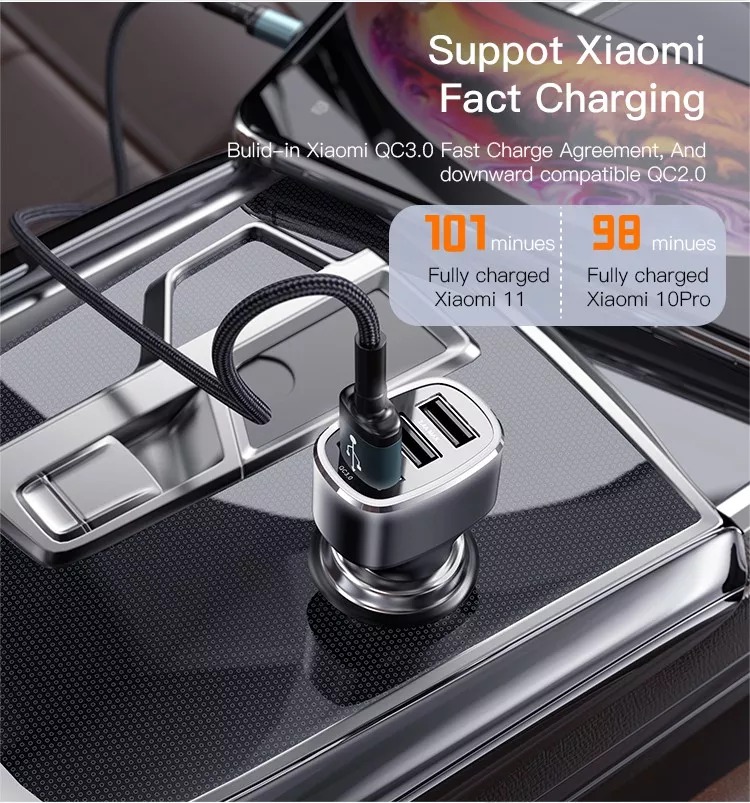 Suppot Xiaomi
Fact Charging
Bulid-in Xiaomi QC3.0 Fast Charge Agreement, And
downward compatible QC2.0
101 minues
Fully charged
Xiaomi 11
98 minues
Fully charged
Xiaomi 10Pro
QC3.0